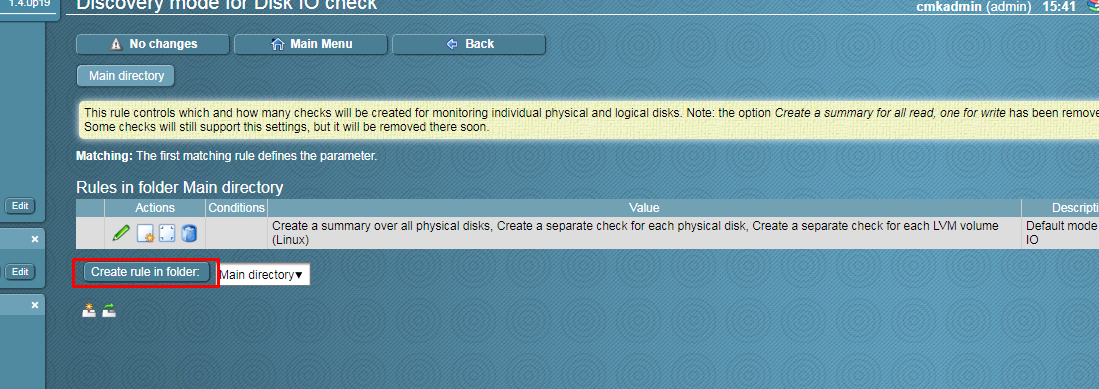 1.4.0p19
Discovery mode for Disk IO check
cmkadmin (admin) 15:41
No changes
Main Menu
Back
Main directory
This rule controls which and how many checks will be created for monitoring individual physical and logical disks. Note: the option Create a summary for all read, one for write has been remove
Some checks will still support this settings, but it will be removed there soon.
Matching: The first matching rule defines the parameter.
Rules in folder Main directory
Actions Conditions Value Descripti
Create a summary over all physical disks, Create a separate check for each physical disk, Create a separate check for each LVM volume
(Linux)
Default mode
IO
Create rule in folder:
Main directory▾
Edit
Edit